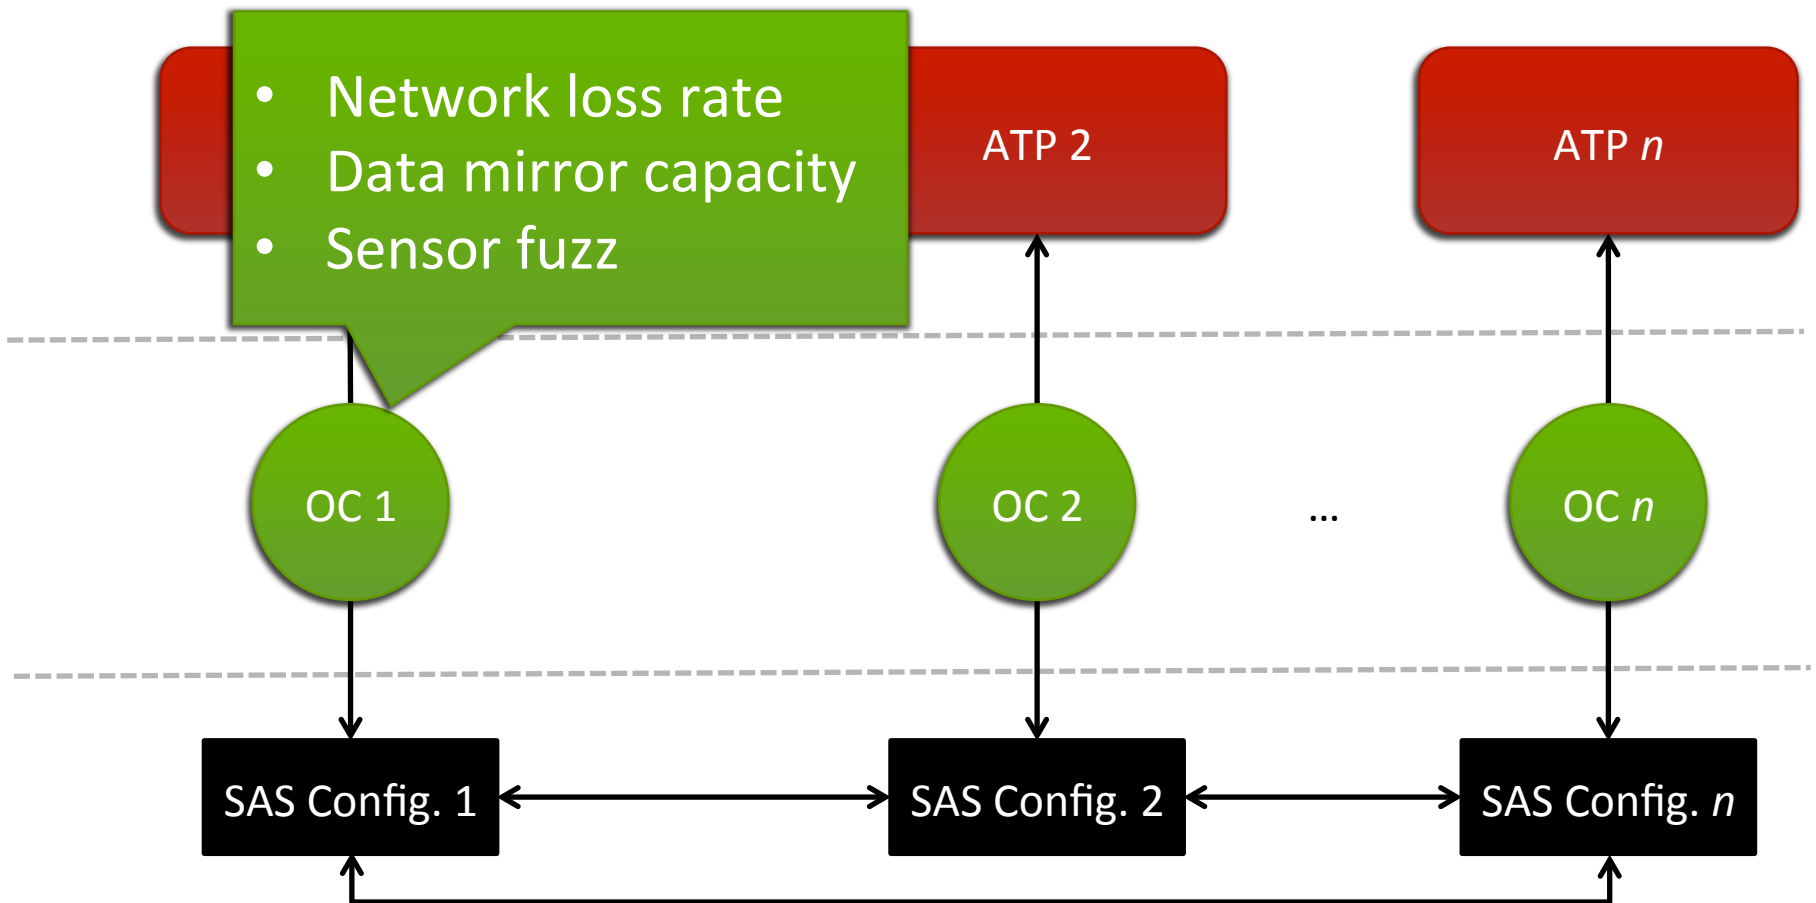 • Network loss rate
• Data mirror capacity
• Sensor fuzz
ATP 2
ATP n
OC 1
OC 2
...
OC n
SAS Config. 1
SAS Config. 2
SAS Config. n